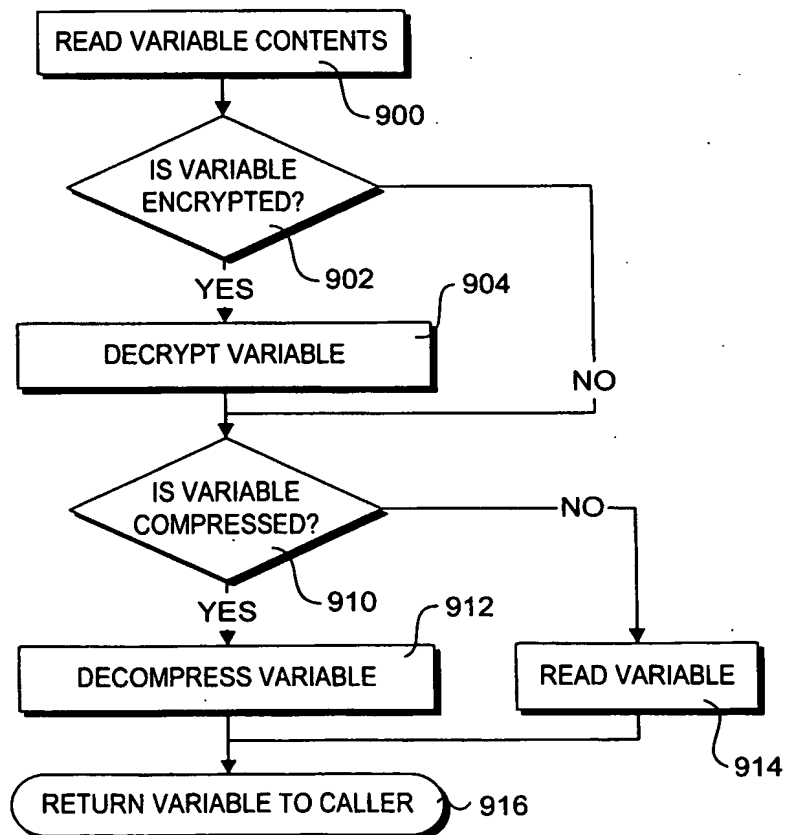 READ VARIABLE CONTENTS
900
IS VARIABLE
ENCRYPTED?
902
YES
904
DECRYPT VARIABLE
NO
IS VARIABLE
COMPRESSED?
NO
910
YES
912
DECOMPRESS VARIABLE
READ VARIABLE
914
RETURN VARIABLE TO CALLER
916